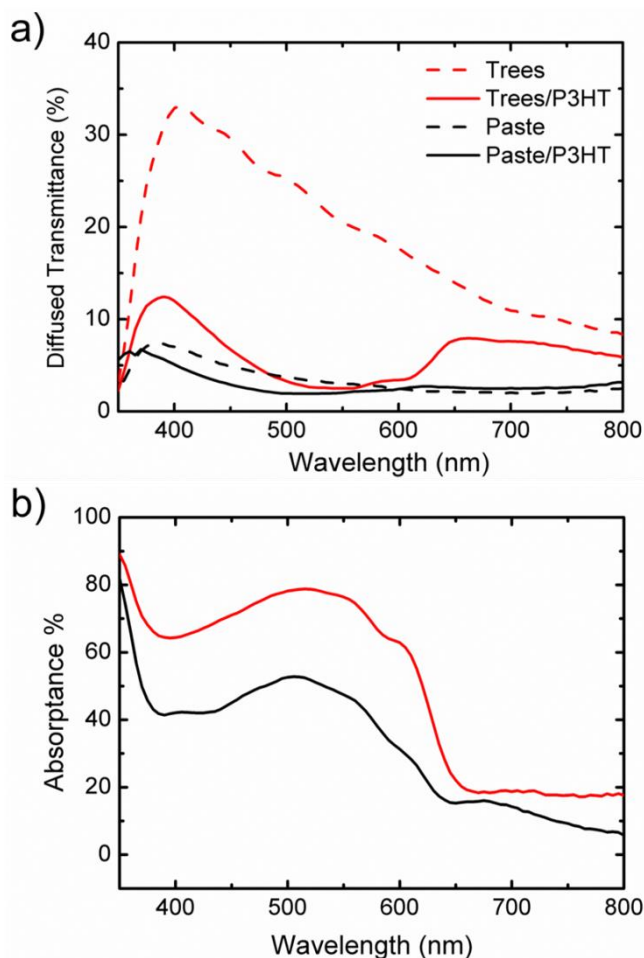 a)
40
30
20
10
0
Diffused Transmittance (%)
Trees
Trees/P3HT
Paste
Paste/P3HT
400 500 600 700 800
Wavelength (nm)
b)
100
80
60
40
20
0
Absorptance %
400 500 600 700 800
Wavelength (nm)